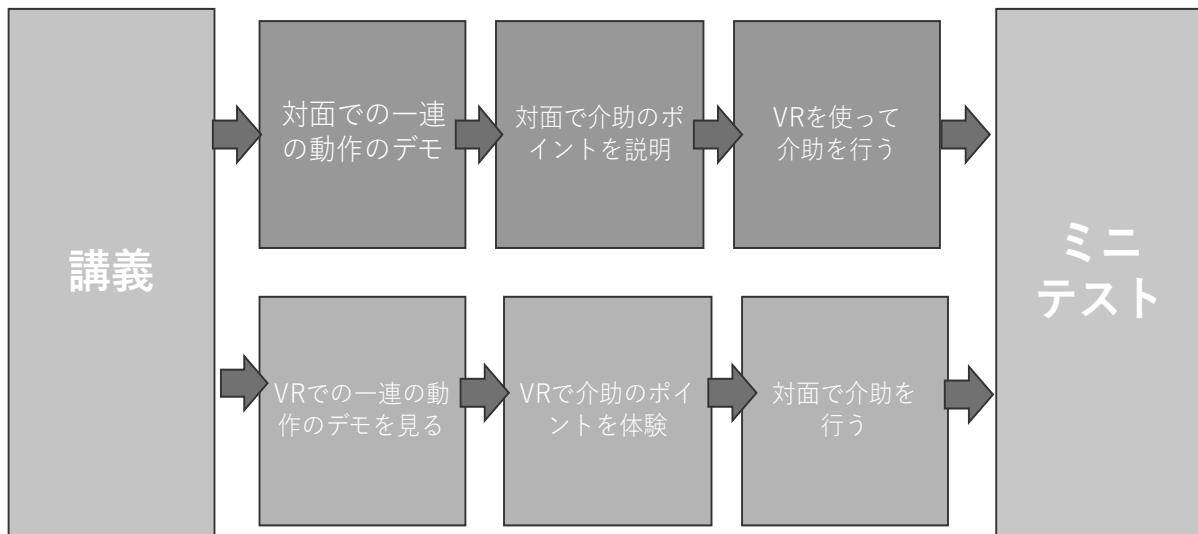 講義
対面での一連
の動作のデモ
対面で介助のポ
イントを説明
VRを使って
介助を行う
VRでの一連の動
作のデモを見る
VRで介助のポイ
ントを体験
対面で介助を
行う
ミニ
テスト